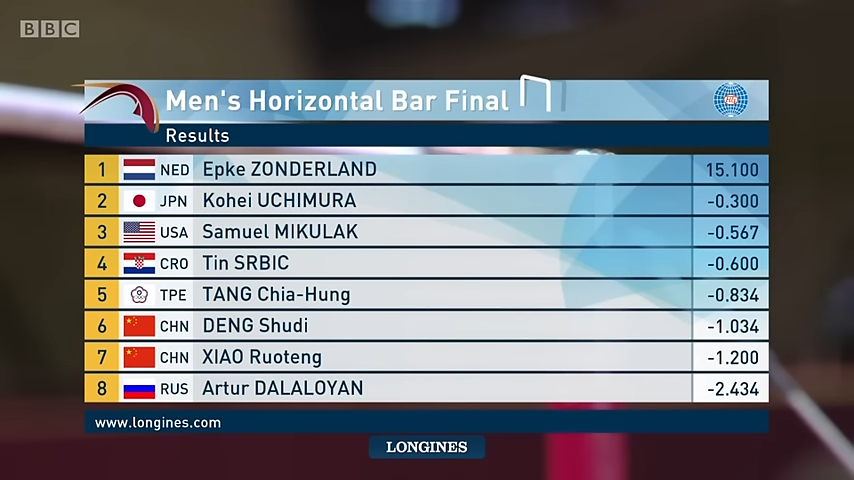 BBC
Men's Horizontal Bar Final
Results
1 NED Epke ZONDERLAND 15.100
2 JPN Kohei UCHIMURA -0.300
3 USA Samuel MIKULAK -0.567
4 CRO Tin SRBIC -0.600
5 TPE TANG Chia-Hung -0.834
6 CHN DENG Shudi -1.034
7 CHN XIAO Ruoteng -1.200
8 RUS Artur DALALOYAN -2.434
www.longines.com
LONGINES